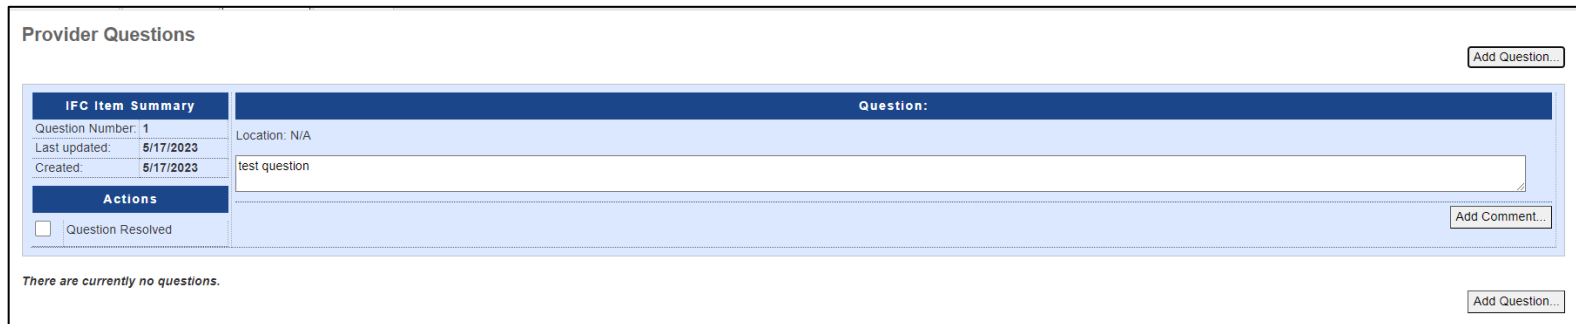 Provider Questions
Add Question...
IFC Item Summary
Question:
Question Number: 1
Location: N/A
Last updated: 5/17/2023
Created: 5/17/2023
test question
Actions
Question Resolved
Add Comment...
There are currently no questions.
Add Question...